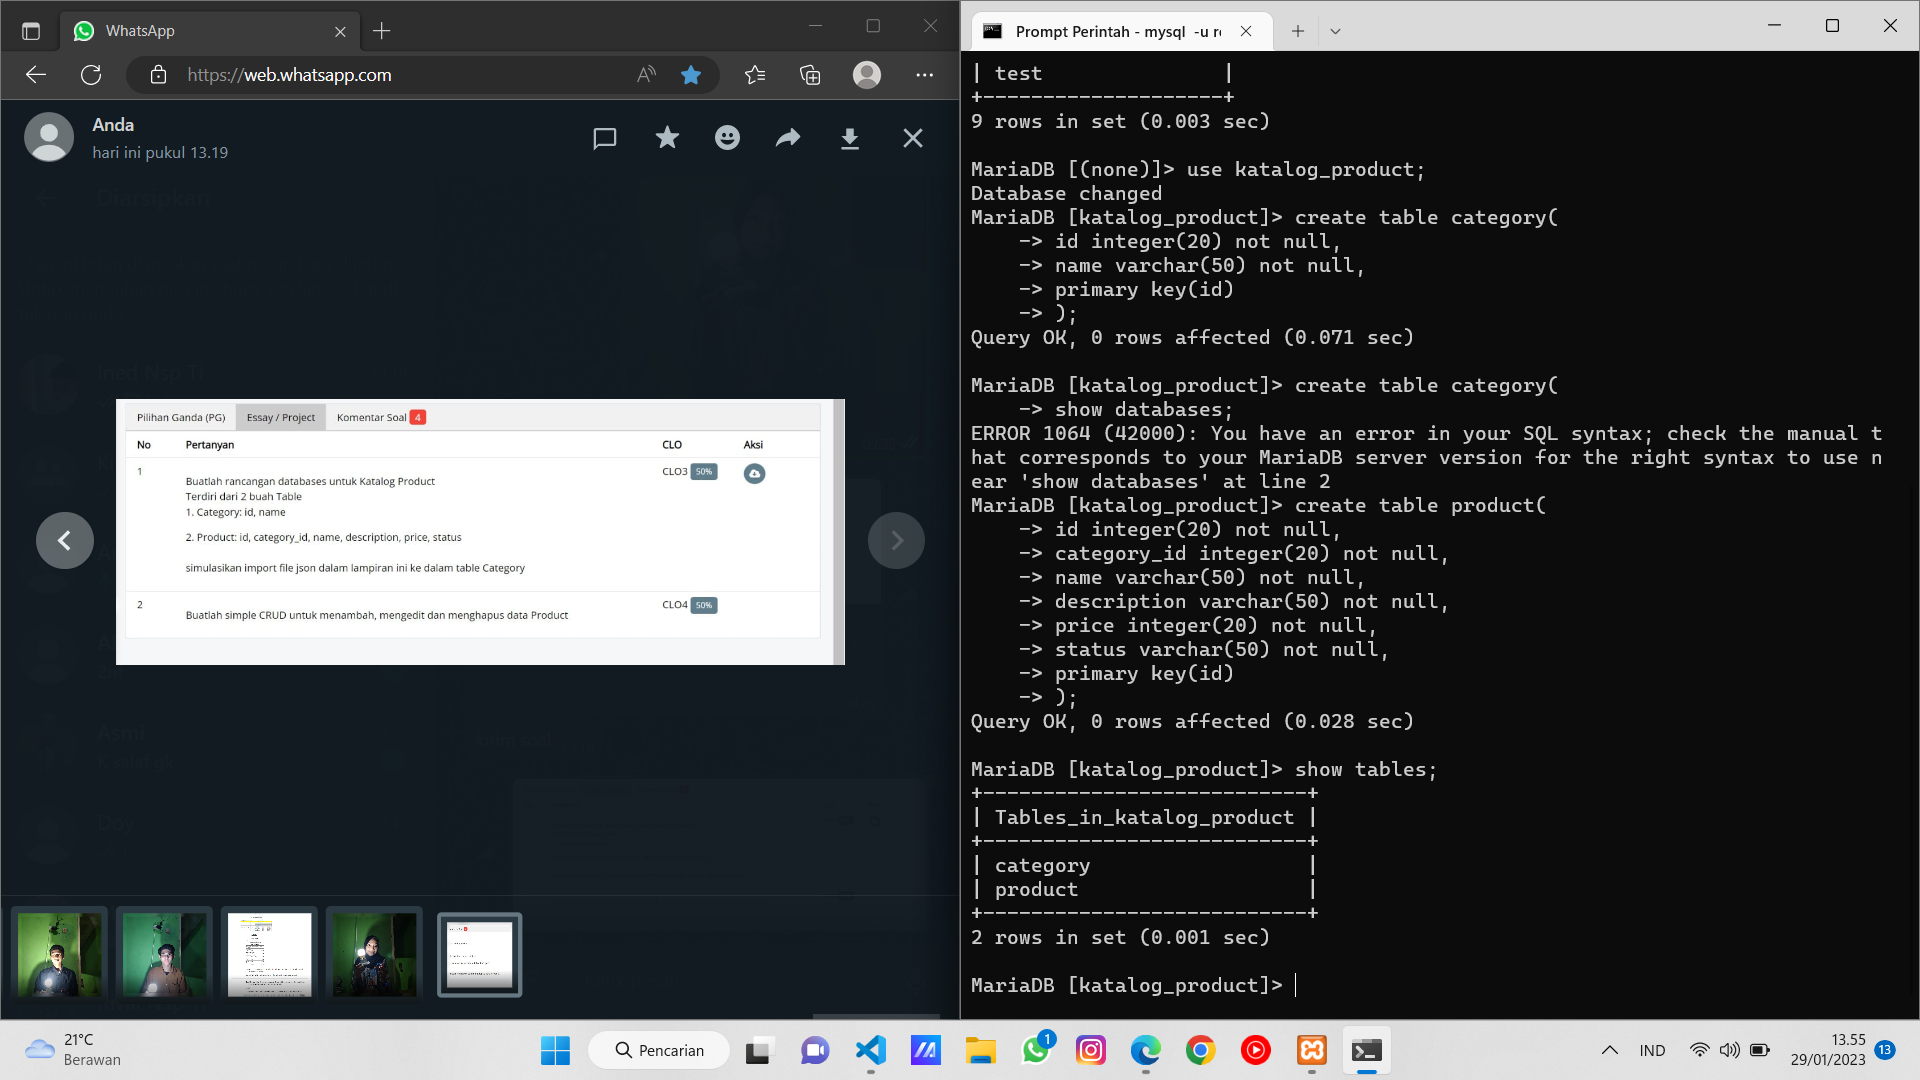 WhatsApp
https://web.whatsapp.com
Anda
hari ini pukul 13.19
Diarsipkan
Pilihan Ganda (PG) Essay / Project Komentar Soal 4
No Pertanyan CLO Aksi
1 CLO3 50%
Buatlah rancangan databases untuk Katalog Product
Terdiri dari 2 buah Table
1. Category: id, name
2. Product: id, category_id, name, description, price, status
simulasikan import file json dalam lampiran ini ke dalam table Category
2 CLO4 50%
Buatlah simple CRUD untuk menambah, mengedit dan menghapus data Product
Asmi
Doy
Prompt Perintah - mysql -u r
| test |
+--------------------+
9 rows in set (0.003 sec)
MariaDB [(none)]> use katalog_product;
Database changed
MariaDB [katalog_product]> create table category(
-> id integer(20) not null,
-> name varchar(50) not null,
-> primary key(id)
-> );
Query OK, 0 rows affected (0.071 sec)
MariaDB [katalog_product]> create table category(
-> show databases;
ERROR 1064 (42000): You have an error in your SQL syntax; check the manual t
hat corresponds to your MariaDB server version for the right syntax to use n
ear 'show databases' at line 2
MariaDB [katalog_product]> create table product(
-> id integer(20) not null,
-> category_id integer(20) not null,
-> name varchar(50) not null,
-> description varchar(50) not null,
-> price integer(20) not null,
-> status varchar(50) not null,
-> primary key(id)
-> );
Query OK, 0 rows affected (0.028 sec)
MariaDB [katalog_product]> show tables;
+---------------------------+
| Tables_in_katalog_product |
+---------------------------+
| category |
| product |
+---------------------------+
2 rows in set (0.001 sec)
MariaDB [katalog_product]>
21°C
Berawan
Pencarian
1
IND
13.55
29/01/2023
13